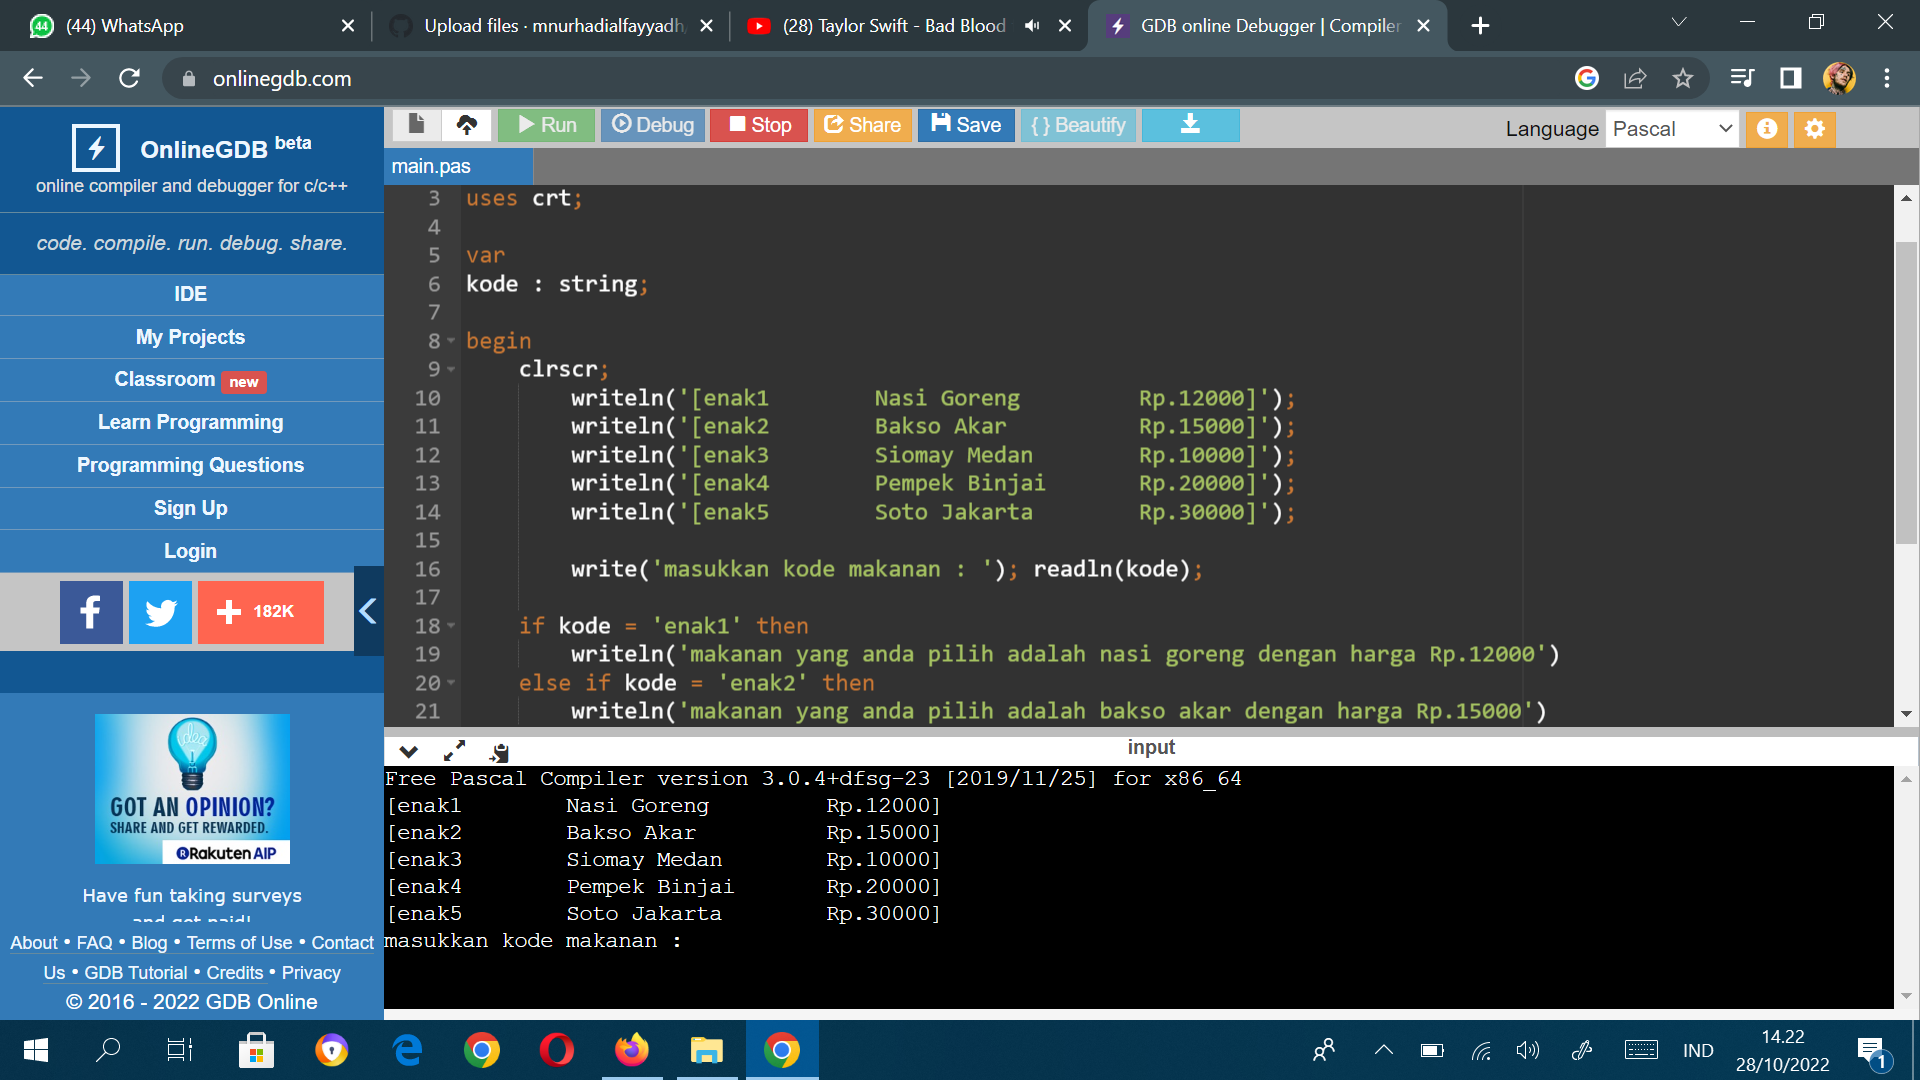 44 (44) WhatsApp
Upload files · mnurhadialfayyadh
(28) Taylor Swift - Bad Blood
GDB online Debugger | Compiler
onlinegdb.com
OnlineGDB beta
online compiler and debugger for c/c++
code. compile. run. debug. share.
IDE
My Projects
Classroom new
Learn Programming
Programming Questions
Sign Up
Login
182K
GOT AN OPINION?
SHARE AND GET REWARDED.
Rakuten AIP
Have fun taking surveys
and get paid!
About • FAQ • Blog • Terms of Use • Contact
Us • GDB Tutorial • Credits • Privacy
© 2016 - 2022 GDB Online
Run Debug Stop Share Save { } Beautify
Language Pascal
main.pas
3 uses crt;
4
5 var
6 kode : string;
7
8 begin
9 clrscr;
10 writeln('[enak1 Nasi Goreng Rp.12000]');
11 writeln('[enak2 Bakso Akar Rp.15000]');
12 writeln('[enak3 Siomay Medan Rp.10000]');
13 writeln('[enak4 Pempek Binjai Rp.20000]');
14 writeln('[enak5 Soto Jakarta Rp.30000]');
15
16 write('masukkan kode makanan : '); readln(kode);
17
18 if kode = 'enak1' then
19 writeln('makanan yang anda pilih adalah nasi goreng dengan harga Rp.12000')
20 else if kode = 'enak2' then
21 writeln('makanan yang anda pilih adalah bakso akar dengan harga Rp.15000')
input
Free Pascal Compiler version 3.0.4+dfsg-23 [2019/11/25] for x86_64
[enak1 Nasi Goreng Rp.12000]
[enak2 Bakso Akar Rp.15000]
[enak3 Siomay Medan Rp.10000]
[enak4 Pempek Binjai Rp.20000]
[enak5 Soto Jakarta Rp.30000]
masukkan kode makanan :
IND
14.22
28/10/2022
1